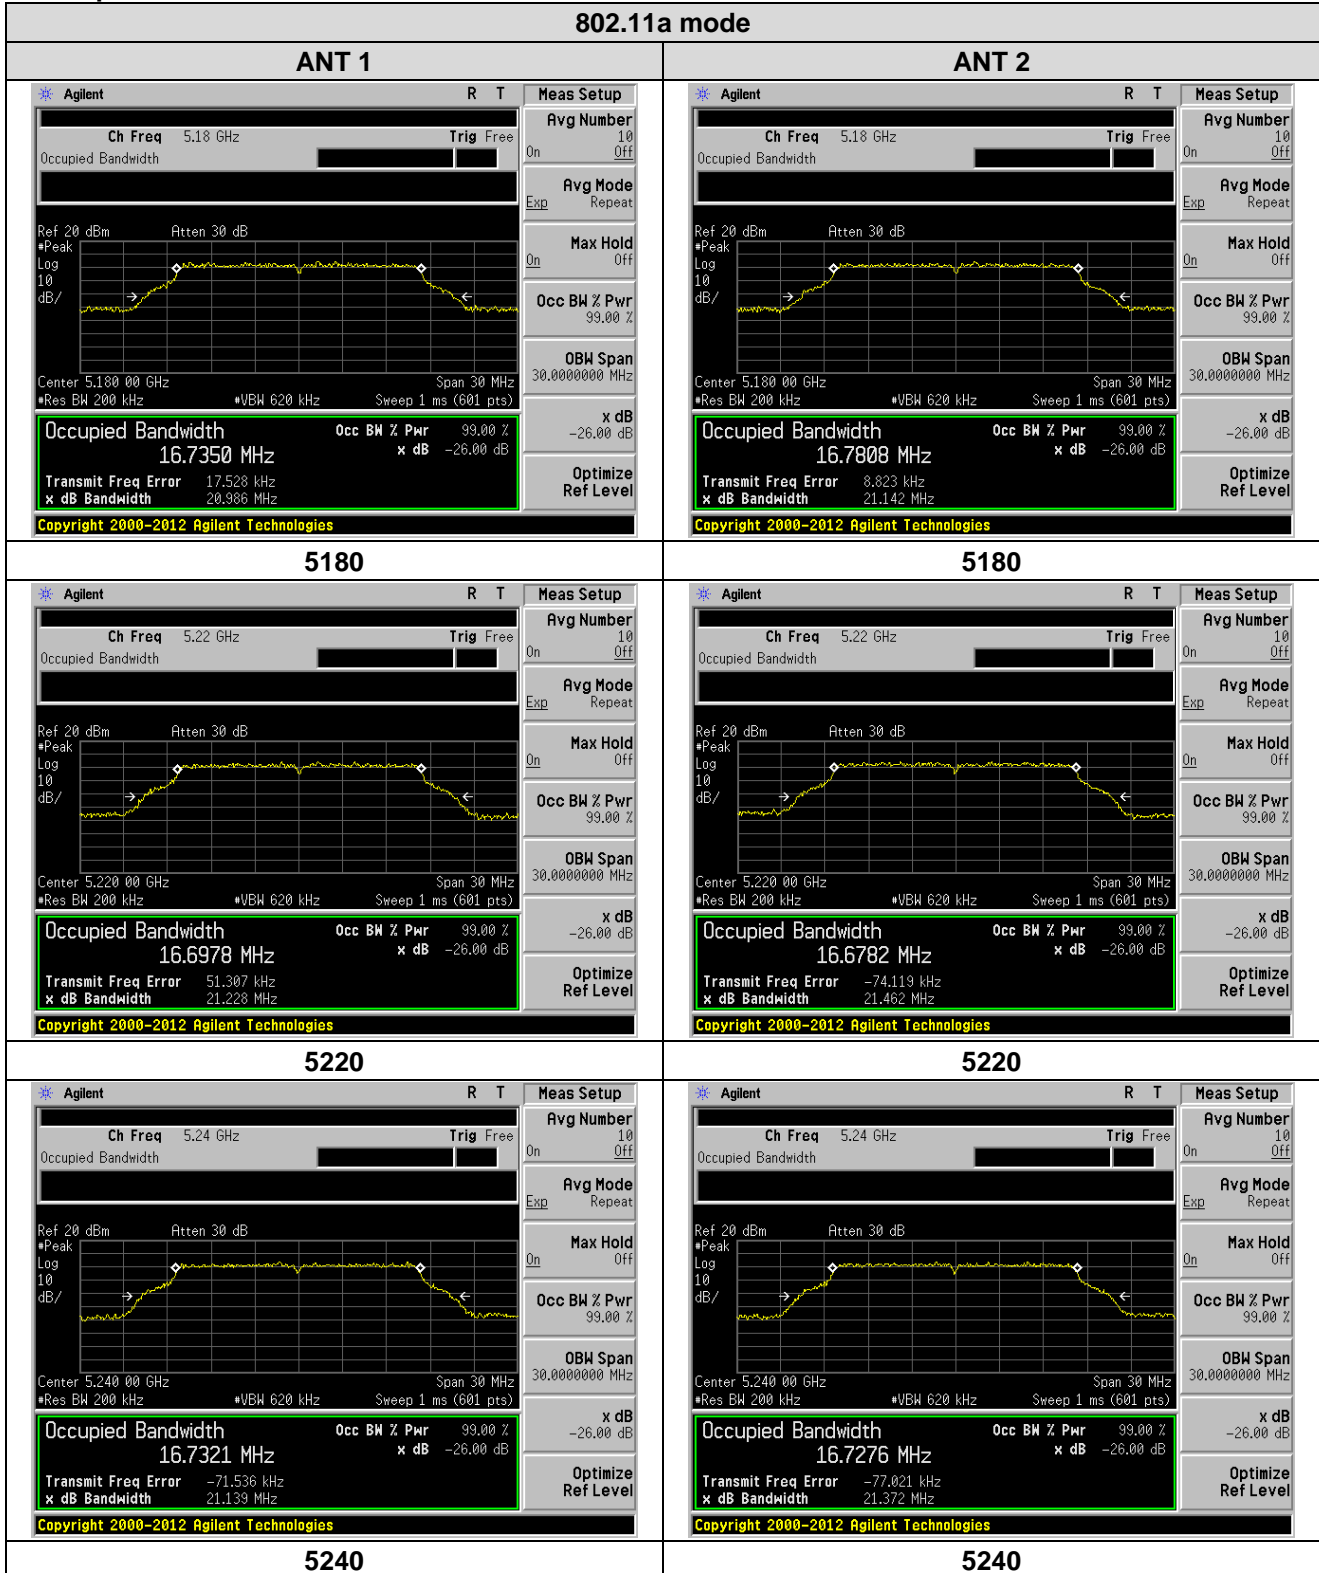 802.11a mode
ANT 1
ANT 2
Agilent R T Meas Setup
Ch Freq 5.18 GHz Trig Free
Occupied Bandwidth
Avg Number
10
On Off
Avg Mode
Exp Repeat
Ref 20 dBm Atten 30 dB
#Peak
Log
10
dB/
Max Hold
On Off
Occ BW % Pwr
99.00 %
Center 5.180 00 GHz Span 30 MHz
#Res BW 200 kHz #VBW 620 kHz Sweep 1 ms (601 pts)
OBW Span
30.0000000 MHz
Occupied Bandwidth Occ BW % Pwr 99.00 %
16.7350 MHz x dB -26.00 dB
Transmit Freq Error 17.528 kHz
x dB Bandwidth 20.986 MHz
x dB
-26.00 dB
Optimize
Ref Level
Copyright 2000-2012 Agilent Technologies
Agilent R T Meas Setup
Ch Freq 5.18 GHz Trig Free
Occupied Bandwidth
Avg Number
10
On Off
Avg Mode
Exp Repeat
Ref 20 dBm Atten 30 dB
#Peak
Log
10
dB/
Max Hold
On Off
Occ BW % Pwr
99.00 %
Center 5.180 00 GHz Span 30 MHz
#Res BW 200 kHz #VBW 620 kHz Sweep 1 ms (601 pts)
OBW Span
30.0000000 MHz
Occupied Bandwidth Occ BW % Pwr 99.00 %
16.7808 MHz x dB -26.00 dB
Transmit Freq Error 8.823 kHz
x dB Bandwidth 21.142 MHz
x dB
-26.00 dB
Optimize
Ref Level
Copyright 2000-2012 Agilent Technologies
5180
5180
Agilent R T Meas Setup
Ch Freq 5.22 GHz Trig Free
Occupied Bandwidth
Avg Number
10
On Off
Avg Mode
Exp Repeat
Ref 20 dBm Atten 30 dB
#Peak
Log
10
dB/
Max Hold
On Off
Occ BW % Pwr
99.00 %
Center 5.220 00 GHz Span 30 MHz
#Res BW 200 kHz #VBW 620 kHz Sweep 1 ms (601 pts)
OBW Span
30.0000000 MHz
Occupied Bandwidth Occ BW % Pwr 99.00 %
16.6978 MHz x dB -26.00 dB
Transmit Freq Error 51.307 kHz
x dB Bandwidth 21.228 MHz
x dB
-26.00 dB
Optimize
Ref Level
Copyright 2000-2012 Agilent Technologies
Agilent R T Meas Setup
Ch Freq 5.22 GHz Trig Free
Occupied Bandwidth
Avg Number
10
On Off
Avg Mode
Exp Repeat
Ref 20 dBm Atten 30 dB
#Peak
Log
10
dB/
Max Hold
On Off
Occ BW % Pwr
99.00 %
Center 5.220 00 GHz Span 30 MHz
#Res BW 200 kHz #VBW 620 kHz Sweep 1 ms (601 pts)
OBW Span
30.0000000 MHz
Occupied Bandwidth Occ BW % Pwr 99.00 %
16.6782 MHz x dB -26.00 dB
Transmit Freq Error -74.119 kHz
x dB Bandwidth 21.462 MHz
x dB
-26.00 dB
Optimize
Ref Level
Copyright 2000-2012 Agilent Technologies
5220
5220
Agilent R T Meas Setup
Ch Freq 5.24 GHz Trig Free
Occupied Bandwidth
Avg Number
10
On Off
Avg Mode
Exp Repeat
Ref 20 dBm Atten 30 dB
#Peak
Log
10
dB/
Max Hold
On Off
Occ BW % Pwr
99.00 %
Center 5.240 00 GHz Span 30 MHz
#Res BW 200 kHz #VBW 620 kHz Sweep 1 ms (601 pts)
OBW Span
30.0000000 MHz
Occupied Bandwidth Occ BW % Pwr 99.00 %
16.7321 MHz x dB -26.00 dB
Transmit Freq Error -71.536 kHz
x dB Bandwidth 21.139 MHz
x dB
-26.00 dB
Optimize
Ref Level
Copyright 2000-2012 Agilent Technologies
Agilent R T Meas Setup
Ch Freq 5.24 GHz Trig Free
Occupied Bandwidth
Avg Number
10
On Off
Avg Mode
Exp Repeat
Ref 20 dBm Atten 30 dB
#Peak
Log
10
dB/
Max Hold
On Off
Occ BW % Pwr
99.00 %
Center 5.240 00 GHz Span 30 MHz
#Res BW 200 kHz #VBW 620 kHz Sweep 1 ms (601 pts)
OBW Span
30.0000000 MHz
Occupied Bandwidth Occ BW % Pwr 99.00 %
16.7276 MHz x dB -26.00 dB
Transmit Freq Error -77.021 kHz
x dB Bandwidth 21.372 MHz
x dB
-26.00 dB
Optimize
Ref Level
Copyright 2000-2012 Agilent Technologies
5240
5240